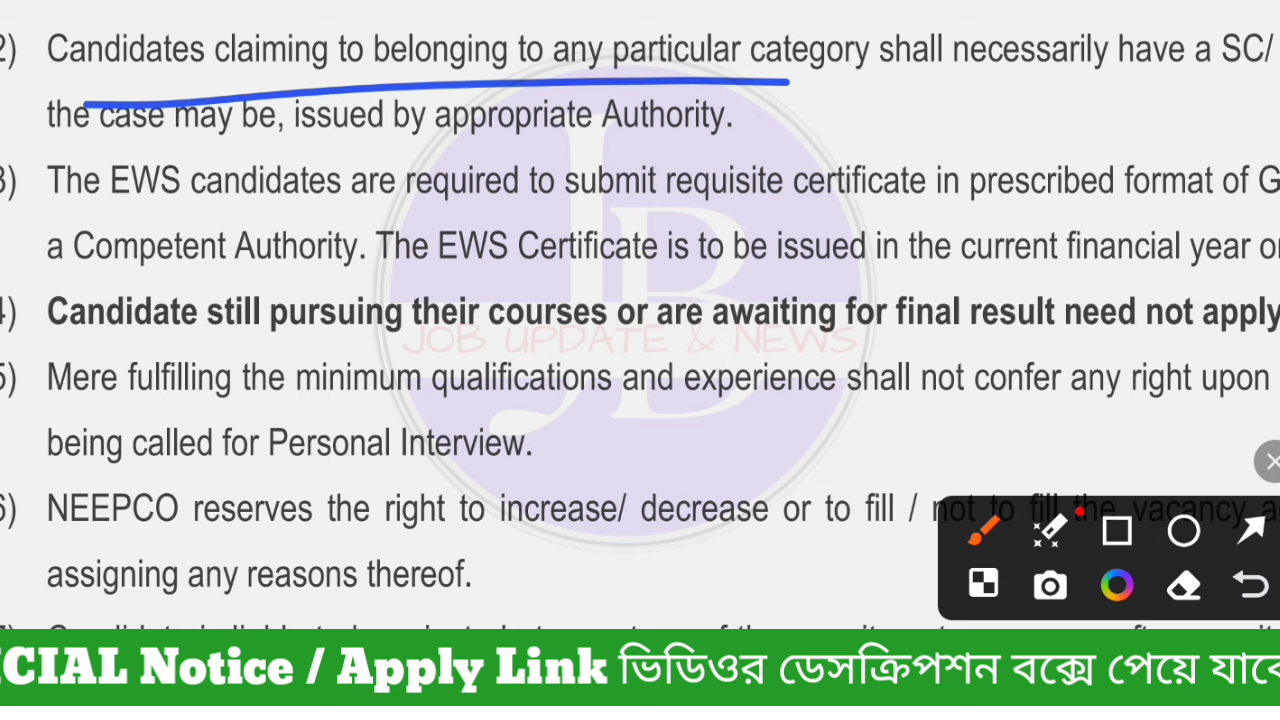 2) Candidates claiming to belonging to any particular category shall necessarily have a SC/
the case may be, issued by appropriate Authority.
3) The EWS candidates are required to submit requisite certificate in prescribed format of G
a Competent Authority. The EWS Certificate is to be issued in the current financial year or
4) Candidate still pursuing their courses or are awaiting for final result need not apply
JOB UPDATE & NEWS
5) Mere fulfilling the minimum qualifications and experience shall not confer any right upon
being called for Personal Interview.
6) NEEPCO reserves the right to increase/ decrease or to fill / not to fill the vacancy
assigning any reasons thereof.
CIAL Notice / Apply Link ভিডিওর ডেসক্রিপশন বক্সে পেয়ে যাবে